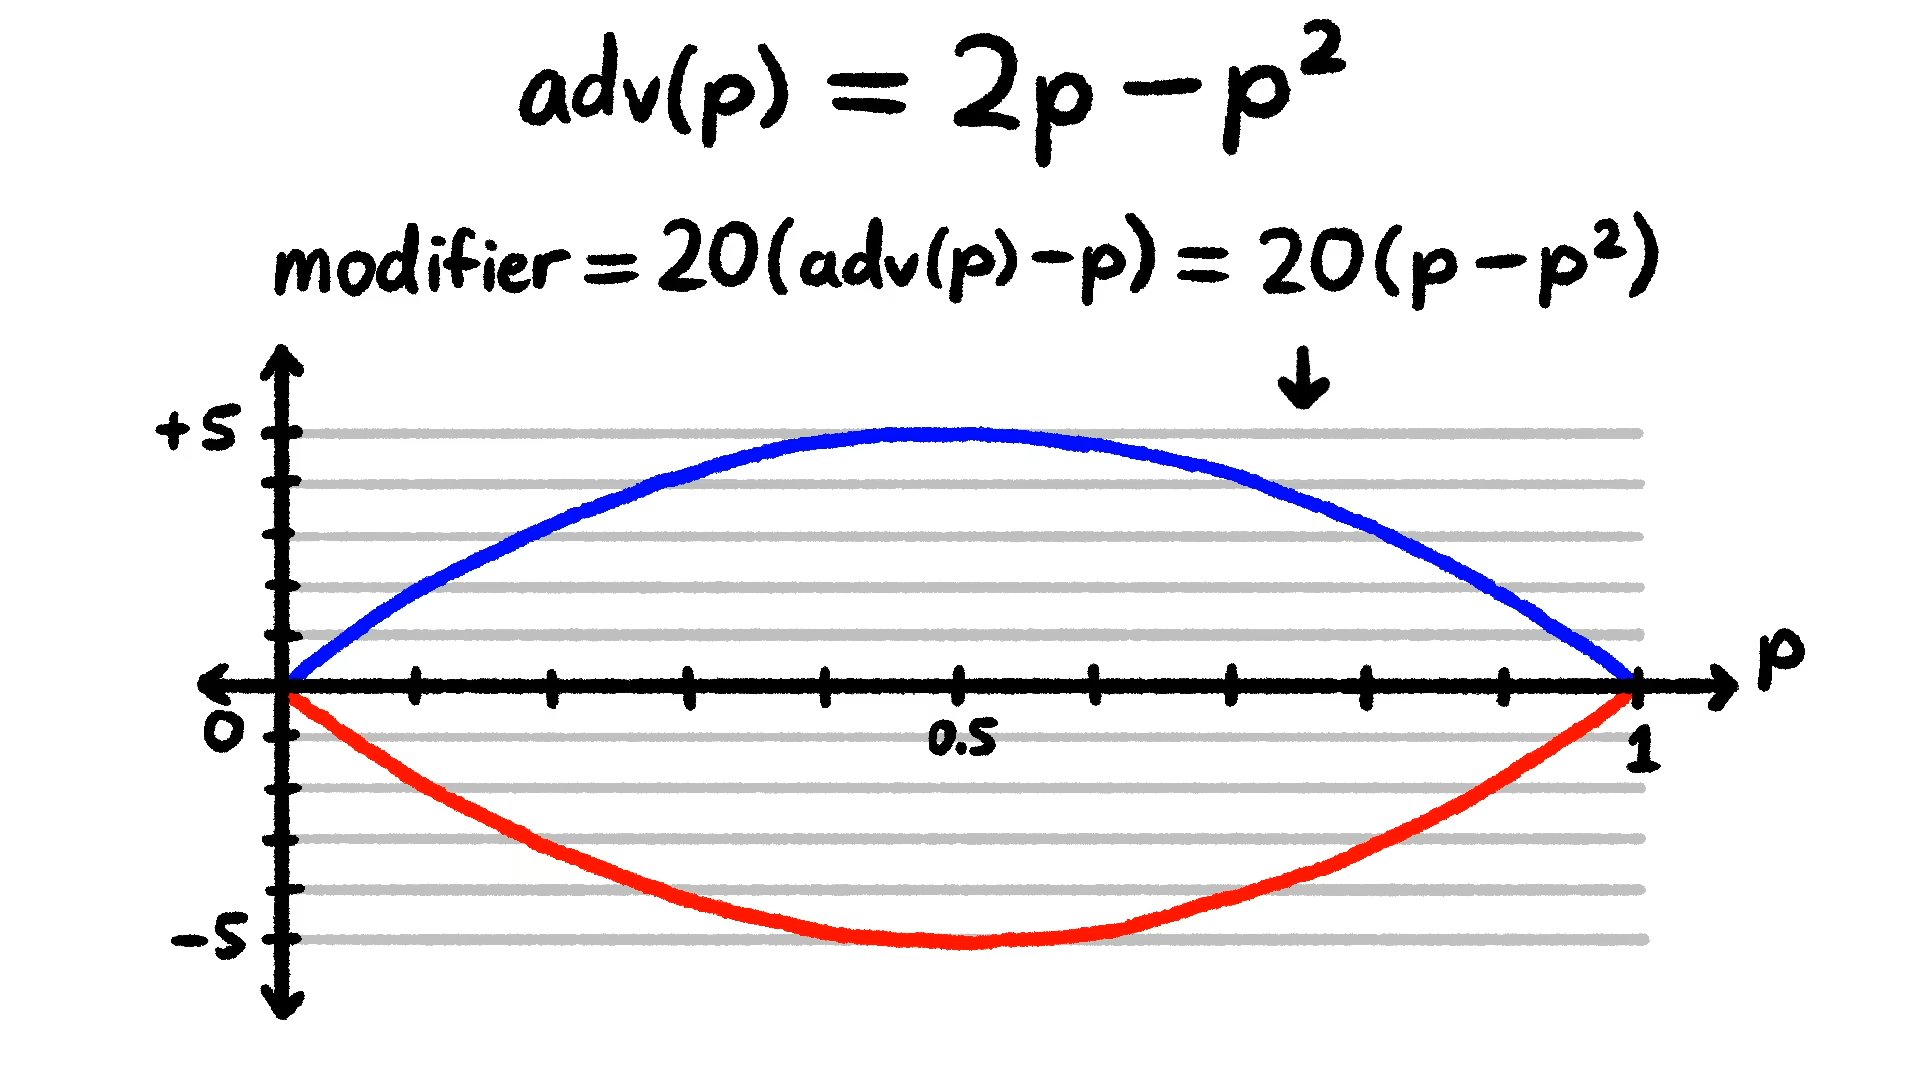 adv(p) = 2p − p²
modifier = 20(adv(p) − p) = 20(p − p²)
+5
p
0
0.5
1
−5